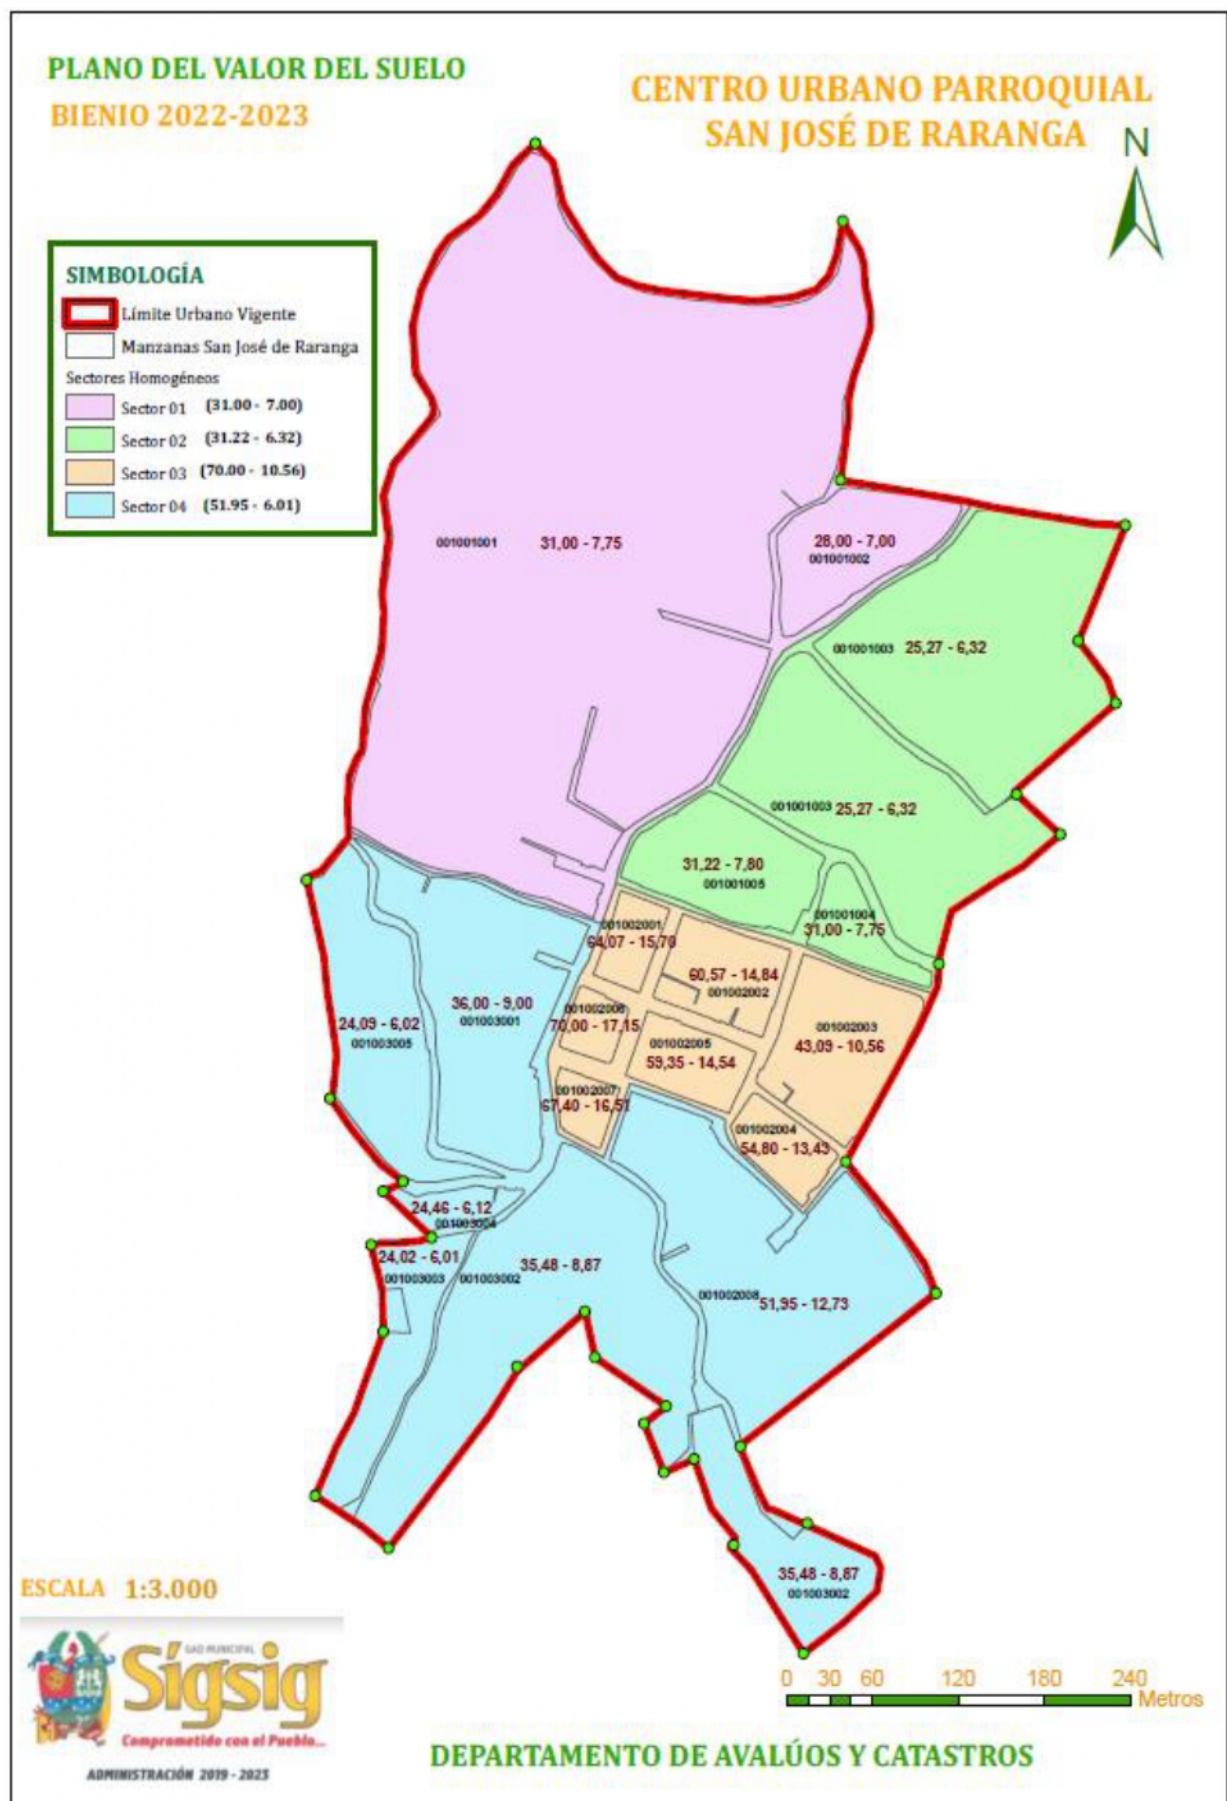 PLANO DEL VALOR DEL SUELO
BIENIO 2022-2023
CENTRO URBANO PARROQUIAL
SAN JOSÉ DE RARANGA
N
SIMBOLOGÍA
Límite Urbano Vigente
Manzanas San José de Raranga
Sectores Homogéneos
Sector 01 (31.00 - 7.00)
Sector 02 (31.22 - 6.32)
Sector 03 (70.00 - 10.56)
Sector 04 (51.95 - 6.01)
001001001 31,00 - 7,75
28,00 - 7,00
001001002
001001003 25,27 - 6,32
001001003 25,27 - 6,32
31,22 - 7,80
001001005
001001004
31,00 - 7,75
001002001
64,07 - 15,70
60,57 - 14,84
001002002
36,00 - 9,00
001003001
24,09 - 6,02
001003005
001002006
70,00 - 17,15
001002003
43,09 - 10,56
001002005
59,35 - 14,54
001002007
67,40 - 16,51
001002004
54,80 - 13,43
24,46 - 6,12
001003004
24,02 - 6,01
001003003
001003002 35,48 - 8,87
001002008 51,95 - 12,73
35,48 - 8,87
001003002
ESCALA 1:3.000
GAD MUNICIPAL
Sígsig
Comprometido con el Pueblo...
ADMINISTRACIÓN 2019 - 2023
0 30 60 120 180 240
Metros
DEPARTAMENTO DE AVALÚOS Y CATASTROS